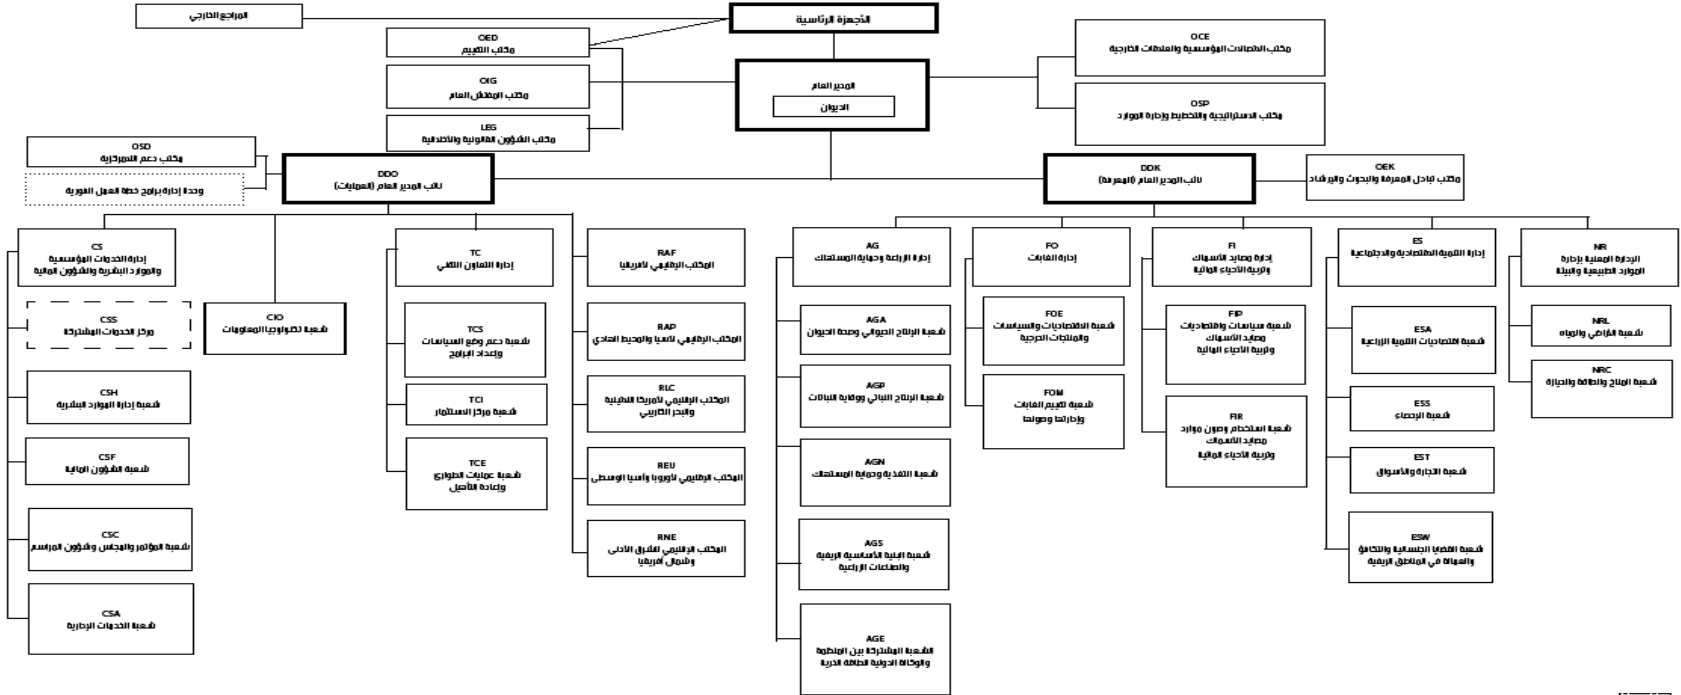 المراجع الخارجي
الأجهزة الرئاسية
OED
مكتب التقييم
OIG
مكتب المفتش العام
LEG
مكتب الشؤون القانونية والأخلاقية
المدير العام
الديوان
OCE
مكتب الاتصالات المؤسسية والعلاقات الخارجية
OSP
مكتب الاستراتيجية والتخطيط وإدارة الموارد
OSD
مكتب دعم اللامركزية
وحدة إدارة برامج خطة العمل الفورية
DDO
نائب المدير العام (العمليات)
DDK
نائب المدير العام (المعرفة)
OEK
مكتب تبادل المعرفة والبحوث والإرشاد
CS
إدارة الخدمات المؤسسية
والموارد البشرية والشؤون المالية
CSS
مركز الخدمات المشتركة
CSH
شعبة إدارة الموارد البشرية
CSF
شعبة الشؤون المالية
CSC
شعبة المؤتمر والمجلس وشؤون المراسم
CSA
شعبة الخدمات الإدارية
CIO
شعبة تكنولوجيا المعلومات
TC
إدارة التعاون التقني
TCS
شعبة دعم وضع السياسات
وإعداد البرامج
TCI
شعبة مركز الاستثمار
TCE
شعبة عمليات الطوارئ
وإعادة التأهيل
RAF
المكتب الإقليمي لأفريقيا
RAP
المكتب الإقليمي لآسيا والمحيط الهادي
RLC
المكتب الإقليمي لأمريكا اللاتينية
والبحر الكاريبي
REU
المكتب الإقليمي لأوروبا وآسيا الوسطى
RNE
المكتب الإقليمي للشرق الأدنى
وشمال أفريقيا
AG
إدارة الزراعة وحماية المستهلك
AGA
شعبة الإنتاج الحيواني وصحة الحيوان
AGP
شعبة الإنتاج النباتي ووقاية النباتات
AGN
شعبة التغذية وحماية المستهلك
AGS
شعبة البنية الأساسية الريفية
والصناعات الزراعية
AGE
الشعبة المشتركة بين المنظمة
والوكالة الدولية للطاقة الذرية
FO
إدارة الغابات
FOE
شعبة الاقتصاديات والسياسات
والمنتجات الحرجية
FOM
شعبة تقييم الغابات
وإدارتها وصونها
FI
إدارة مصايد الأسماك
وتربية الأحياء المائية
FIP
شعبة سياسات واقتصاديات
مصايد الأسماك
وتربية الأحياء المائية
FIR
شعبة استخدام وصون موارد
مصايد الأسماك
وتربية الأحياء المائية
ES
إدارة التنمية الاقتصادية والاجتماعية
ESA
شعبة اقتصاديات التنمية الزراعية
ESS
شعبة الإحصاء
EST
شعبة التجارة والأسواق
ESW
شعبة القضايا الجنسانية والتكافؤ
والعمالة في المناطق الريفية
NR
الإدارة المعنية بإدارة
الموارد الطبيعية والبيئة
NRL
شعبة الأراضي والمياه
NRC
شعبة المناخ والطاقة والحيازة